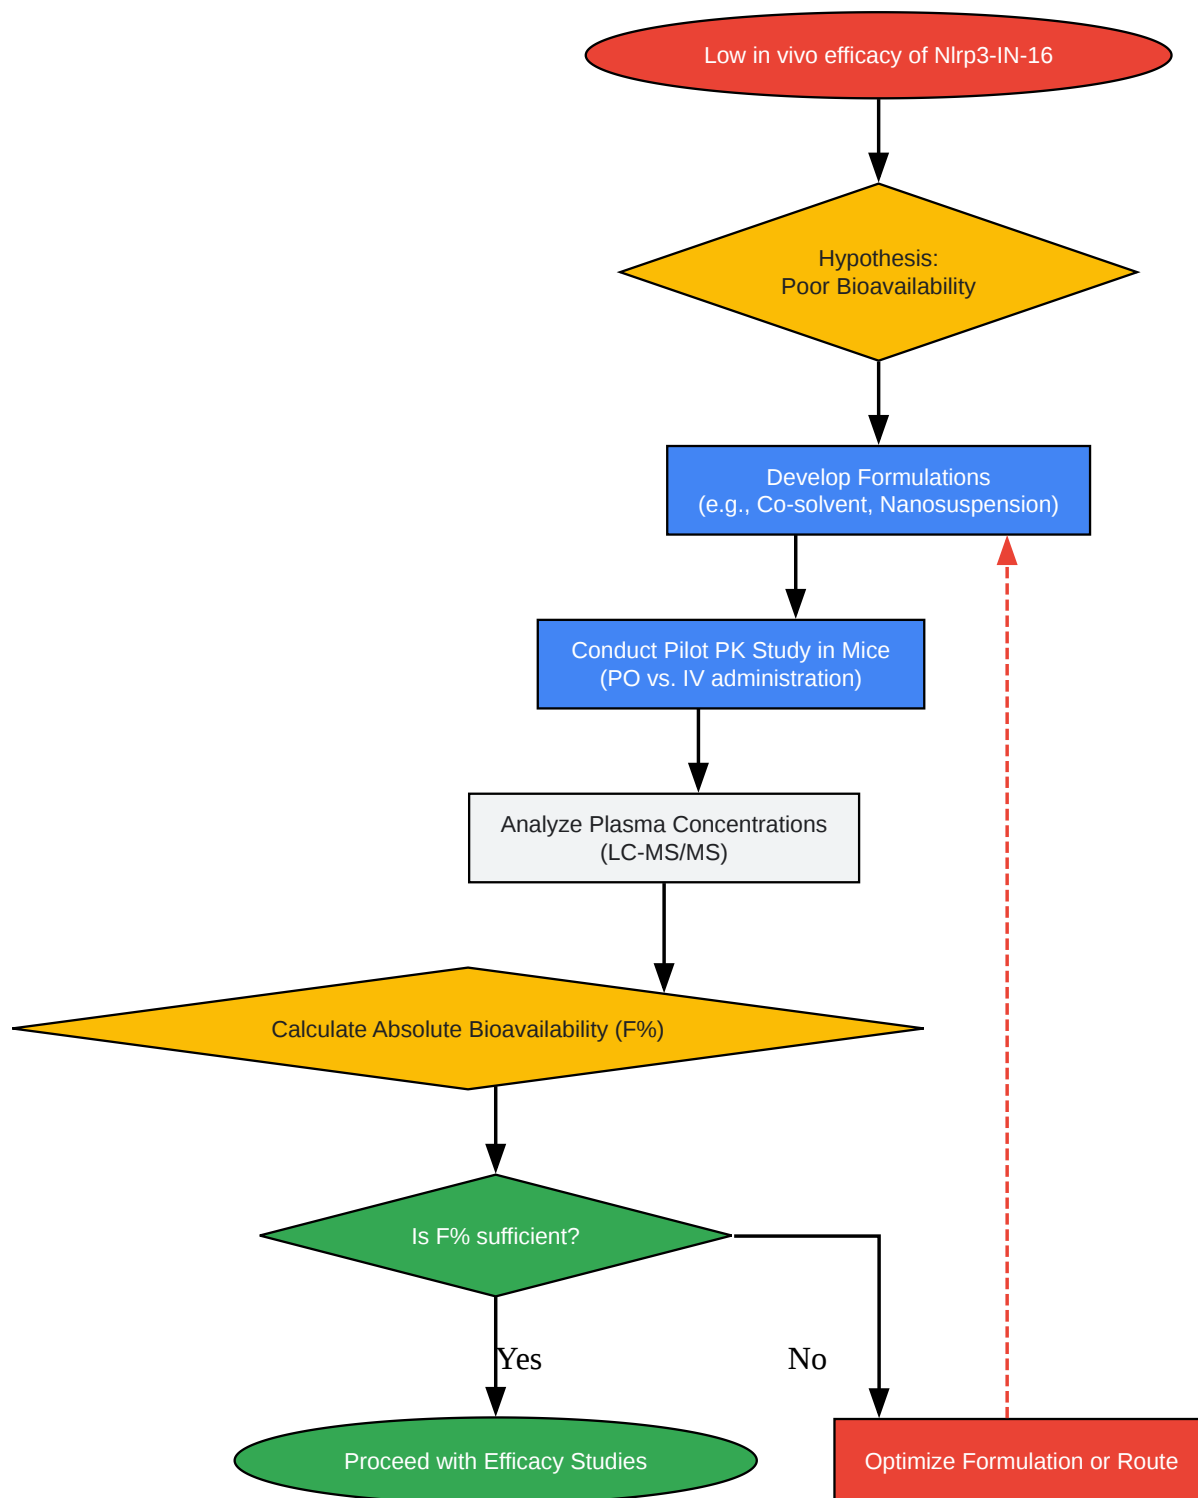 Low in vivo efficacy of Nlrp3-IN-16
Hypothesis:
Poor Bioavailability
Develop Formulations
(e.g., Co-solvent, Nanosuspension)
Conduct Pilot PK Study in Mice
(PO vs. IV administration)
Analyze Plasma Concentrations
(LC-MS/MS)
Calculate Absolute Bioavailability (F%)
Is F% sufficient?
Yes
No
Proceed with Efficacy Studies
Optimize Formulation or Route